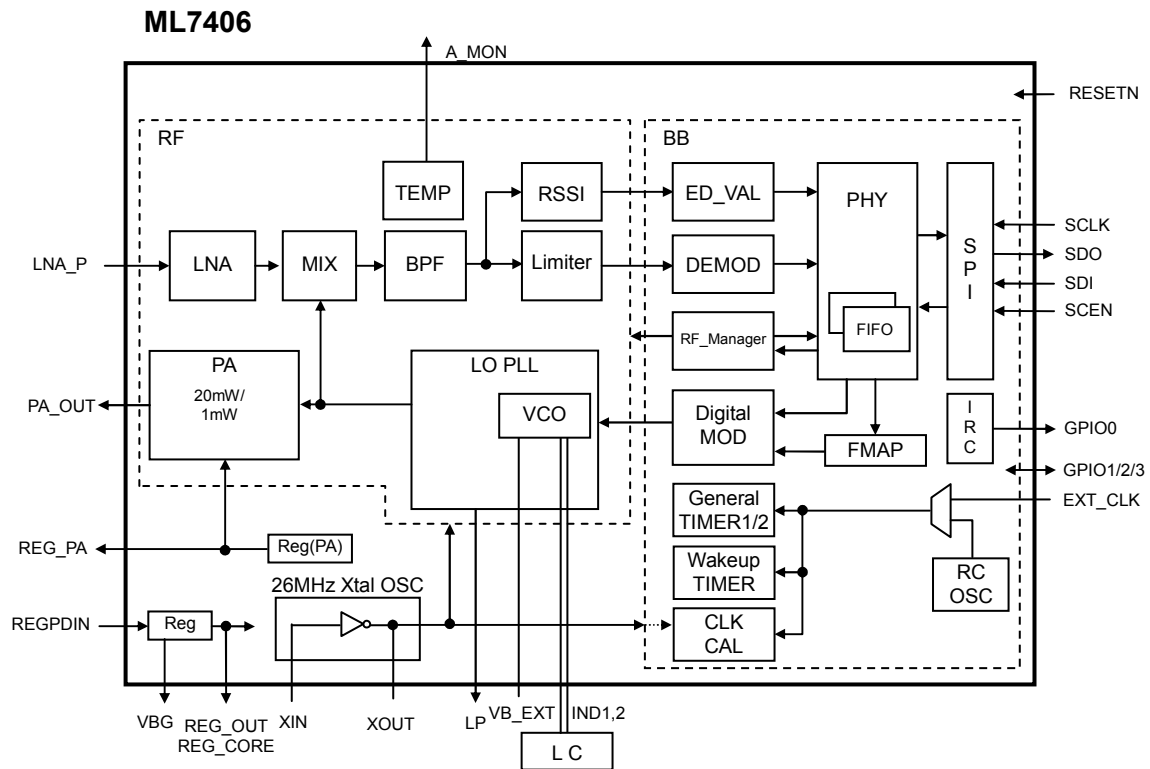 ML7406
A_MON
RESETN
RF
BB
TEMP
RSSI
ED_VAL
PHY
SPI
SCLK
SDO
SDI
SCEN
LNA_P
LNA
MIX
BPF
Limiter
DEMOD
FIFO
RF_Manager
PA
20mW/
1mW
PA_OUT
LO PLL
VCO
Digital
MOD
FMAP
IRC
GPIO0
GPIO1/2/3
EXT_CLK
General
TIMER1/2
REG_PA
Reg(PA)
Wakeup
TIMER
RC
OSC
26MHz Xtal OSC
REGPDIN
Reg
CLK
CAL
VBG
REG_OUT
REG_CORE
XIN
XOUT
LP
VB_EXT
IND1,2
L C